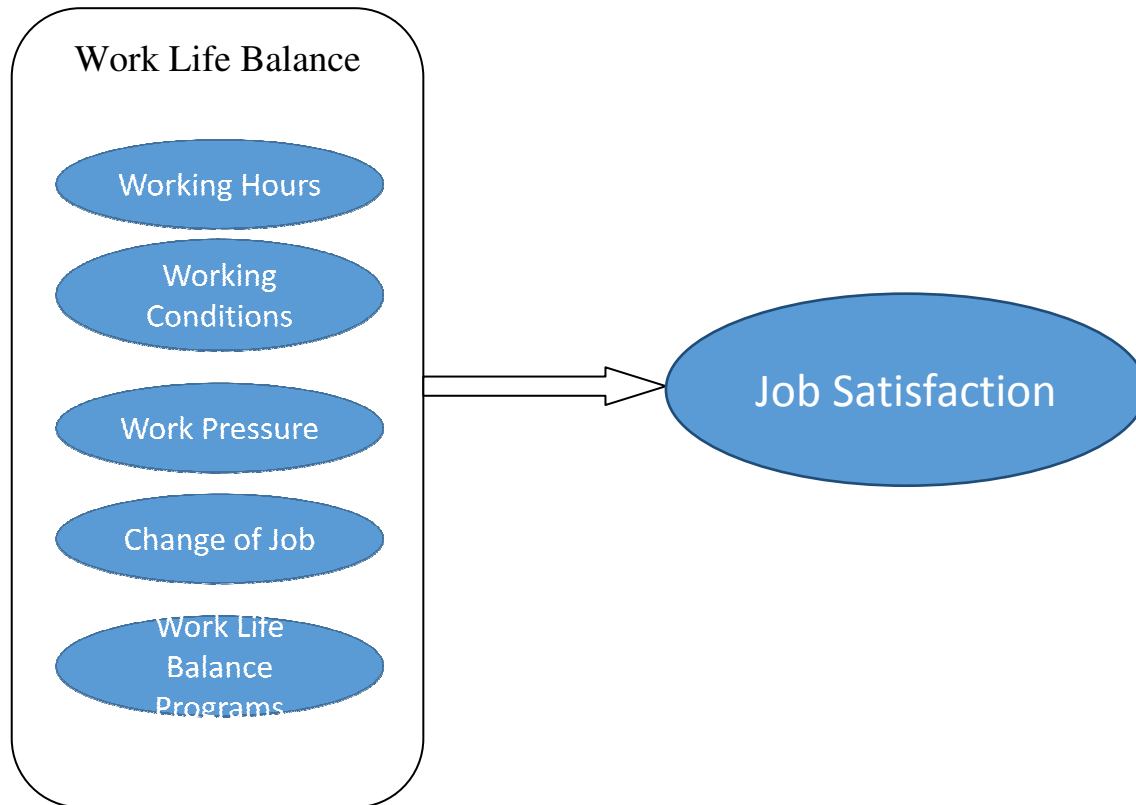 Work Life Balance
Working Hours
Working
Conditions
Work Pressure
Change of Job
Work Life
Balance
Programs
Job Satisfaction